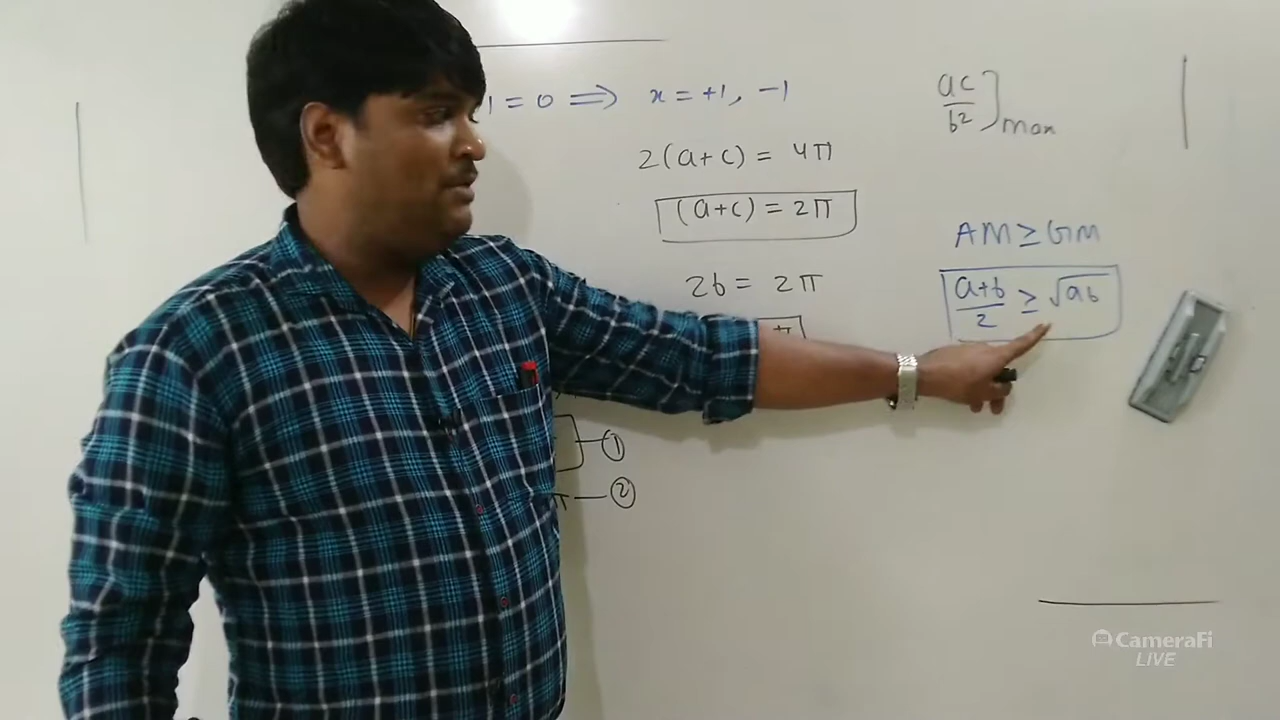 1 = 0 ⟹ x = +1, -1
2(a+c) = 4π
(a+c) = 2π
2b = 2π
π
①
π — ②
ac/b²]max
AM ≥ GM
a+b/2 ≥ √ab
CameraFi
LIVE